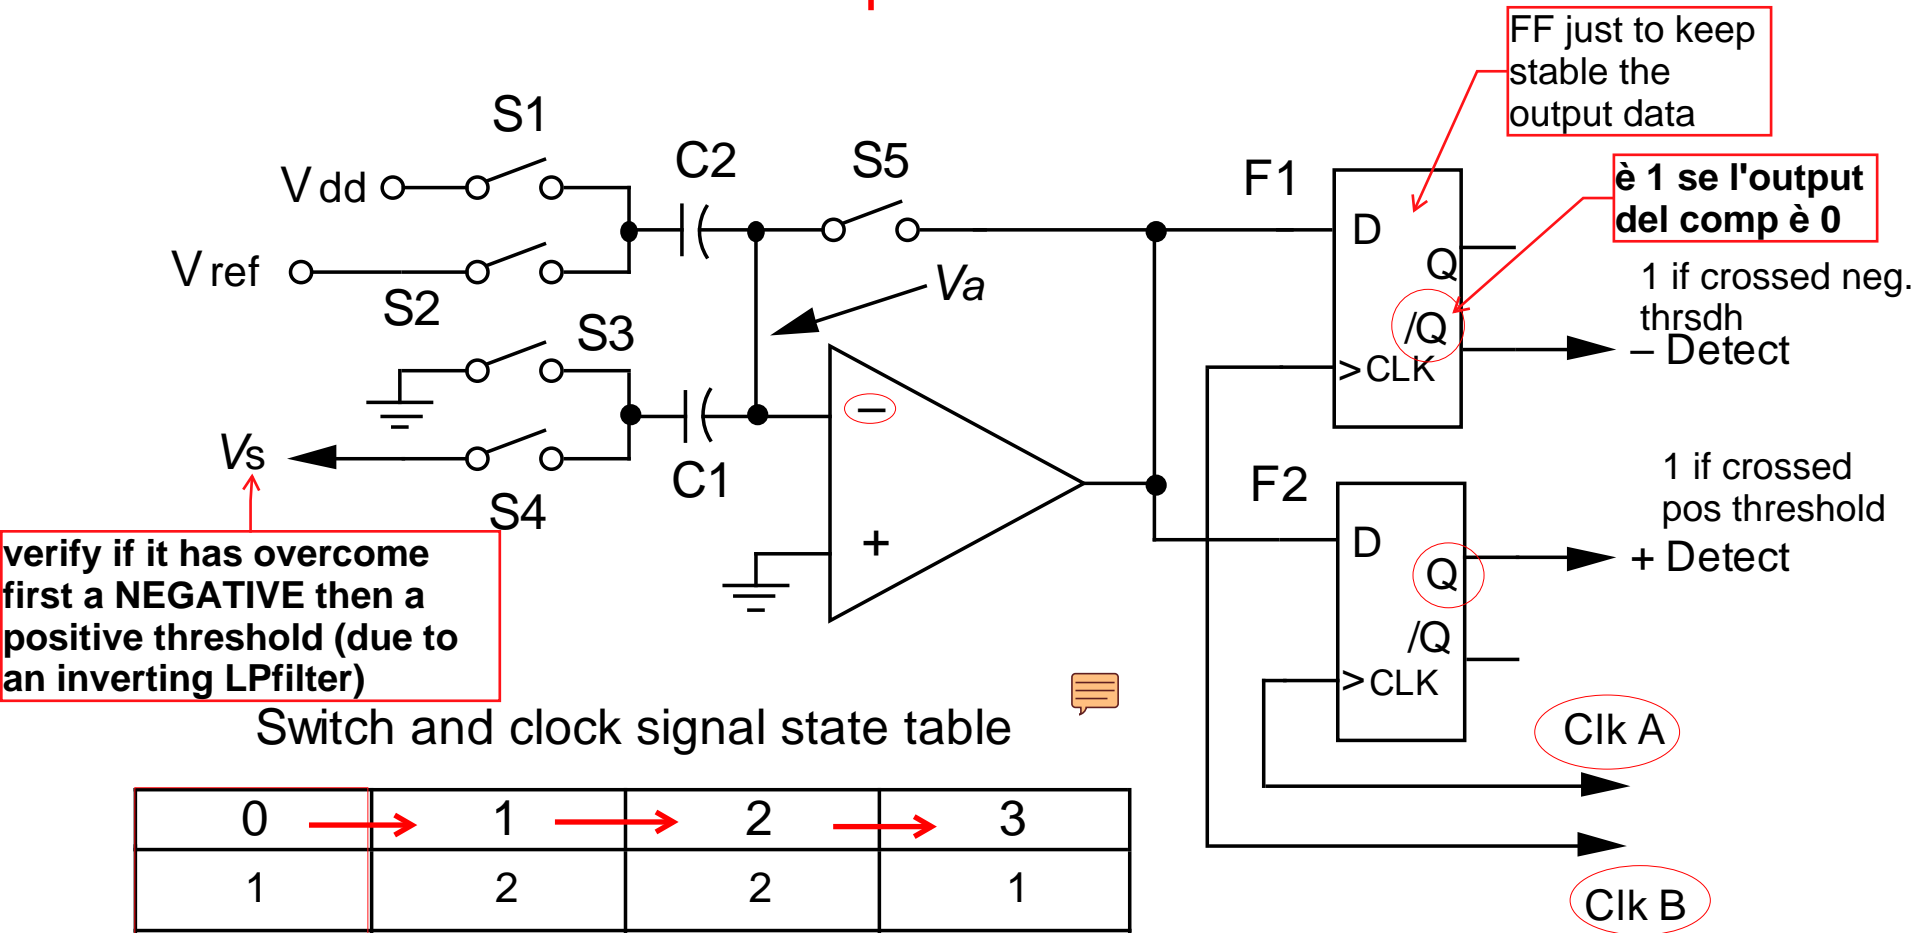 FF just to keep
stable the
output data
S1
C2
S5
F1
è 1 se l'output
del comp è 0
Vdd
D
Vref
Q
1 if crossed neg.
thrsdh
Va
S2
S3
/Q
– Detect
>CLK
–
Vs
C1
F2
1 if crossed
pos threshold
S4
+
D
Q
+ Detect
verify if it has overcome
first a NEGATIVE then a
positive threshold (due to
an inverting LPfilter)
/Q
>CLK
Switch and clock signal state table
Clk A
0 1 2 3
1 2 2 1
Clk B